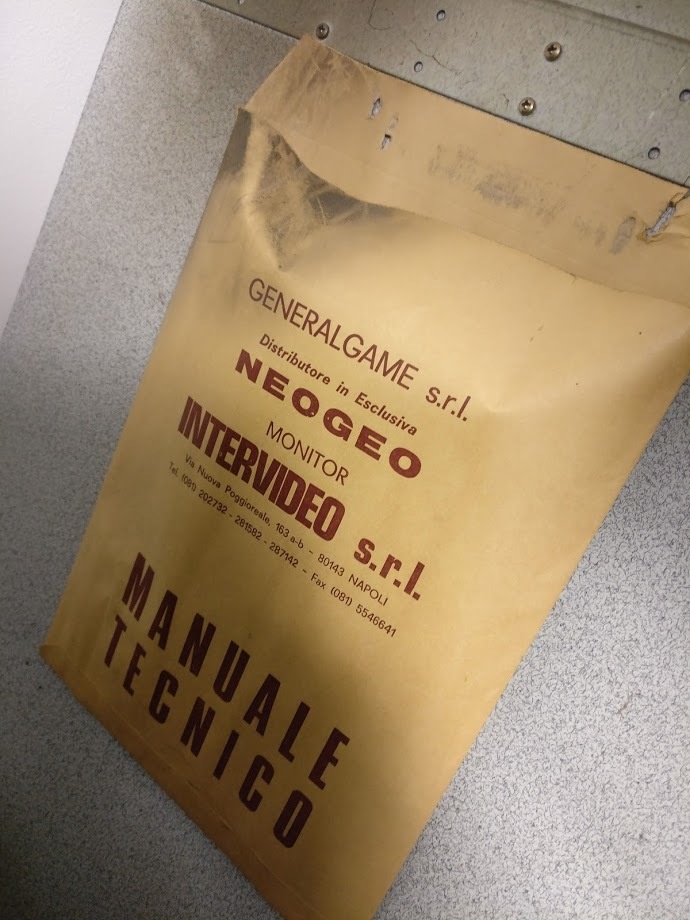 GENERALGAME s.r.l.
Distributore in Esclusiva
NEOGEO
MONITOR
INTERVIDEO s.r.l.
Via Nuova Poggioreale, 163 a-b - 80143 NAPOLI
Tel. (081) 202732 - 281582 - 287142 - Fax (081) 5546641
MANUALE
TECNICO